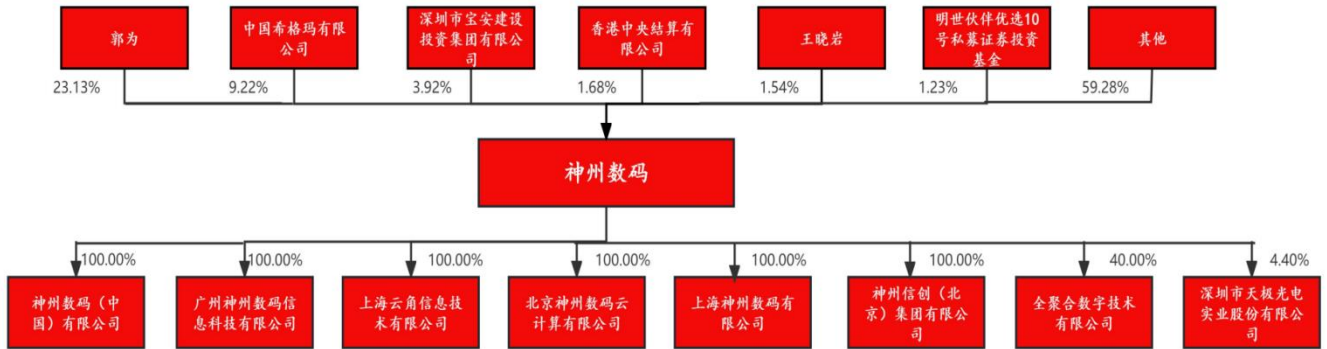 郭为
中国希格玛有限
公司
深圳市宝安建设
投资集团有限公
司
香港中央结算有
限公司
王晓岩
明世伙伴优选10
号私募证券投资
基金
其他
23.13%
9.22%
3.92%
1.68%
1.54%
1.23%
59.28%
神州数码
100.00%
100.00%
100.00%
100.00%
100.00%
100.00%
40.00%
4.40%
神州数码（中
国）有限公司
广州神州数码信
息科技有限公司
上海云角信息技
术有限公司
北京神州数码云
计算有限公司
上海神州数码有
限公司
神州信创（北
京）集团有限公
司
全聚合数字技术
有限公司
深圳市天极光电
实业股份有限公
司